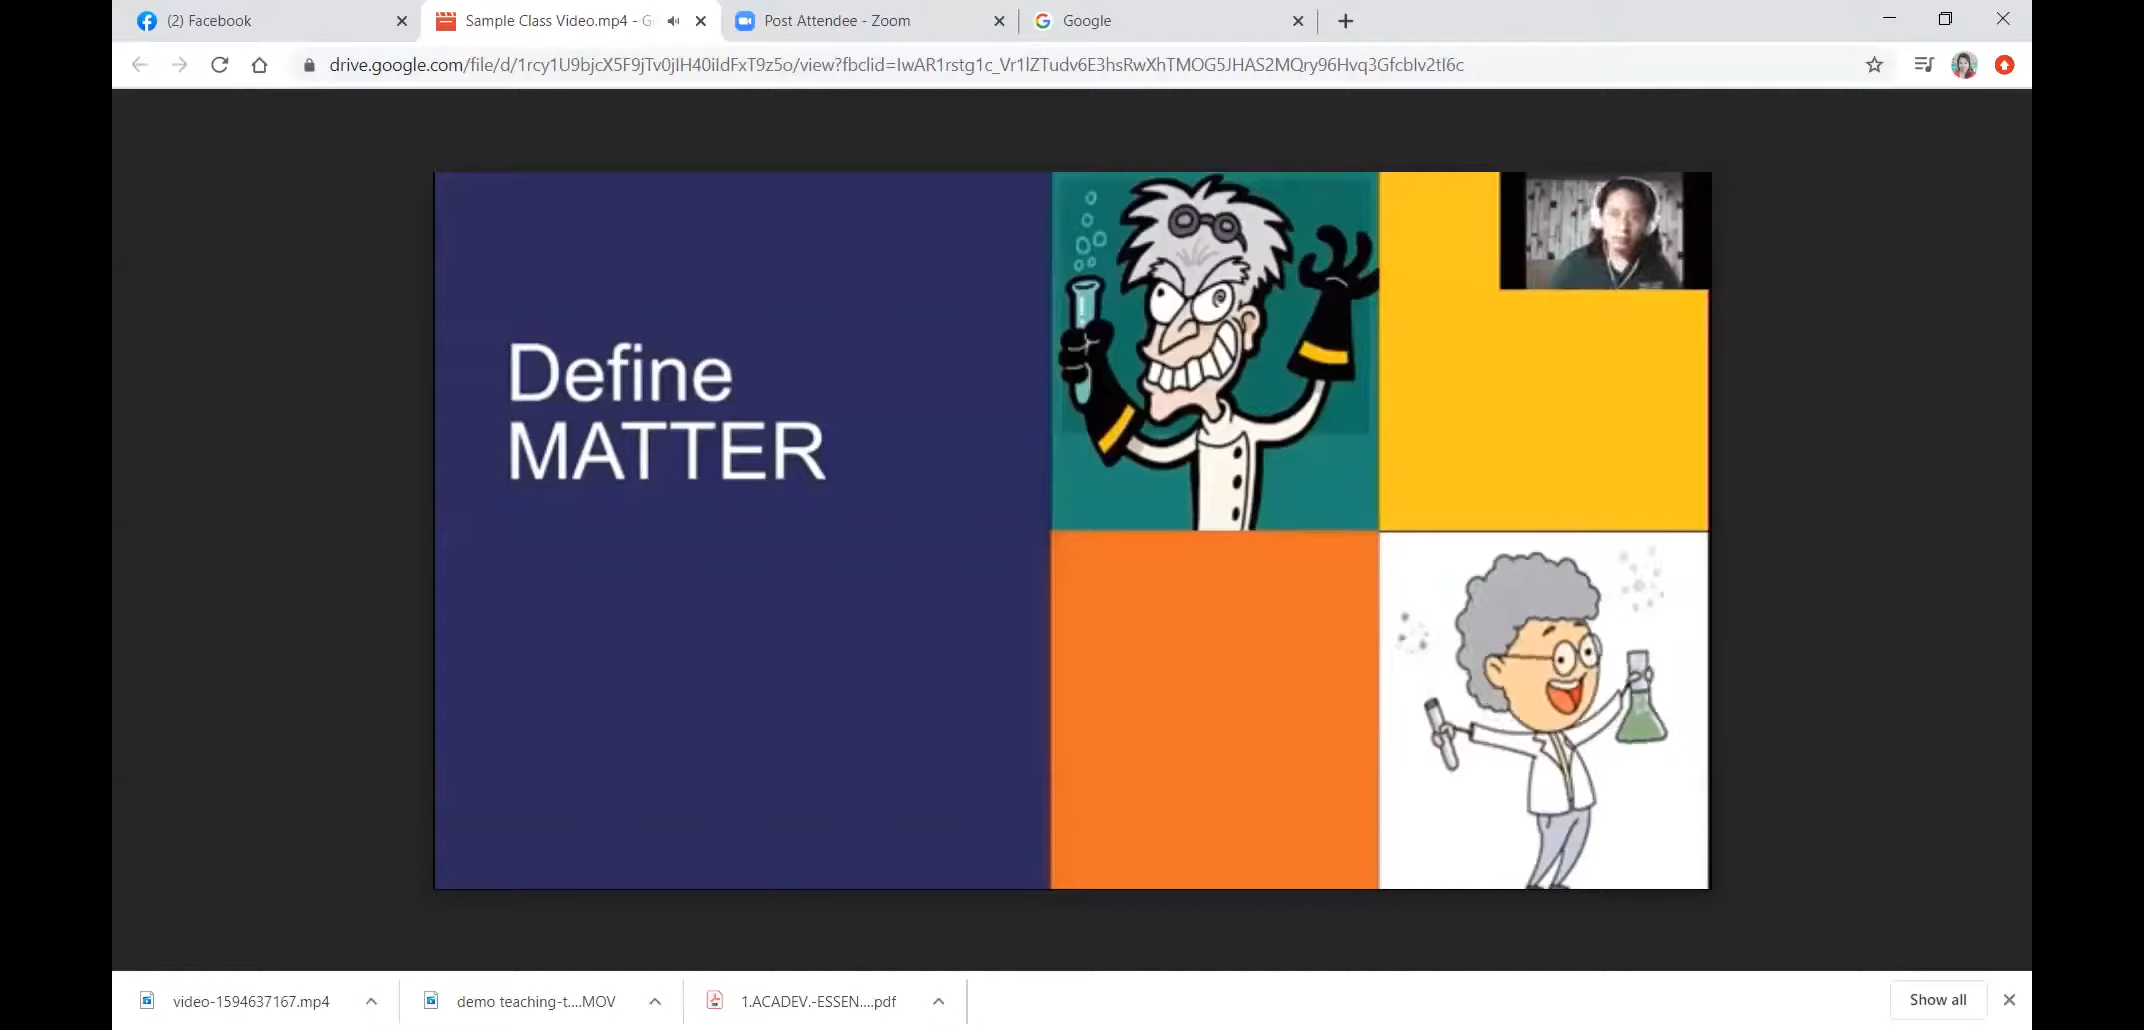 (2) Facebook
Sample Class Video.mp4 - G
Post Attendee - Zoom
Google
drive.google.com/file/d/1rcy1U9bjcX5F9jTv0jIH40iIdFxT9z5o/view?fbclid=IwAR1rstg1c_Vr1lZTudv6E3hsRwXhTMOG5JHAS2MQry96Hvq3GfcbIv2tI6c
Define
MATTER
video-1594637167.mp4
demo teaching-t....MOV
1.ACADEV.-ESSEN....pdf
Show all